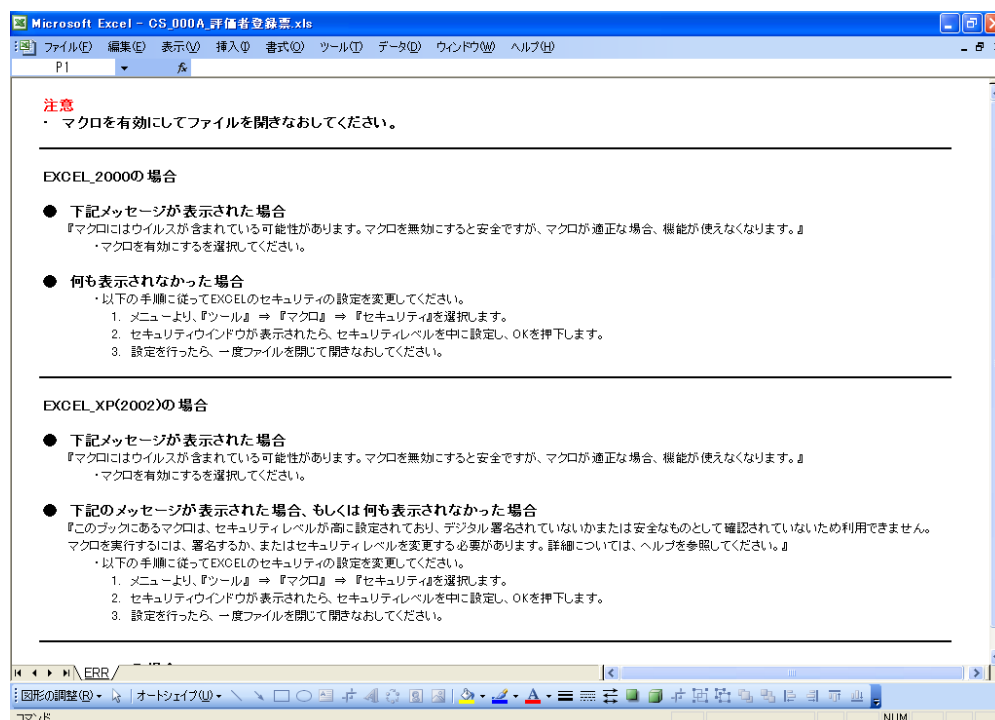 Microsoft Excel - CS_000A_評価者登録票.xls
ファイル(F) 編集(E) 表示(V) 挿入(I) 書式(O) ツール(T) データ(D) ウィンドウ(W) ヘルプ(H)
P1 fx
注意
・ マクロを有効にしてファイルを開きなおしてください。
EXCEL_2000の場合
● 下記メッセージが表示された場合
『マクロにはウイルスが含まれている可能性があります。マクロを無効にすると安全ですが、マクロが適正な場合、機能が使えなくなります。』
・マクロを有効にするを選択してください。
● 何も表示されなかった場合
・以下の手順に従ってEXCELのセキュリティの設定を変更してください。
1. メニューより、『ツール』 ⇒ 『マクロ』 ⇒ 『セキュリティ』を選択します。
2. セキュリティウインドウが表示されたら、セキュリティレベルを中に設定し、OKを押下します。
3. 設定を行ったら、一度ファイルを閉じて開きなおしてください。
EXCEL_XP(2002)の場合
● 下記メッセージが表示された場合
『マクロにはウイルスが含まれている可能性があります。マクロを無効にすると安全ですが、マクロが適正な場合、機能が使えなくなります。』
・マクロを有効にするを選択してください。
● 下記のメッセージが表示された場合、もしくは何も表示されなかった場合
『このブックにあるマクロは、セキュリティレベルが高に設定されており、デジタル署名されていないかまたは安全なものとして確認されていないため利用できません。
マクロを実行するには、署名するか、またはセキュリティレベルを変更する必要があります。詳細については、ヘルプを参照してください。』
・以下の手順に従ってEXCELのセキュリティの設定を変更してください。
1. メニューより、『ツール』 ⇒ 『マクロ』 ⇒ 『セキュリティ』を選択します。
2. セキュリティウインドウが表示されたら、セキュリティレベルを中に設定し、OKを押下します。
3. 設定を行ったら、一度ファイルを閉じて開きなおしてください。
ERR
図形の調整(R) オートシェイプ(U)
コマンド NUM